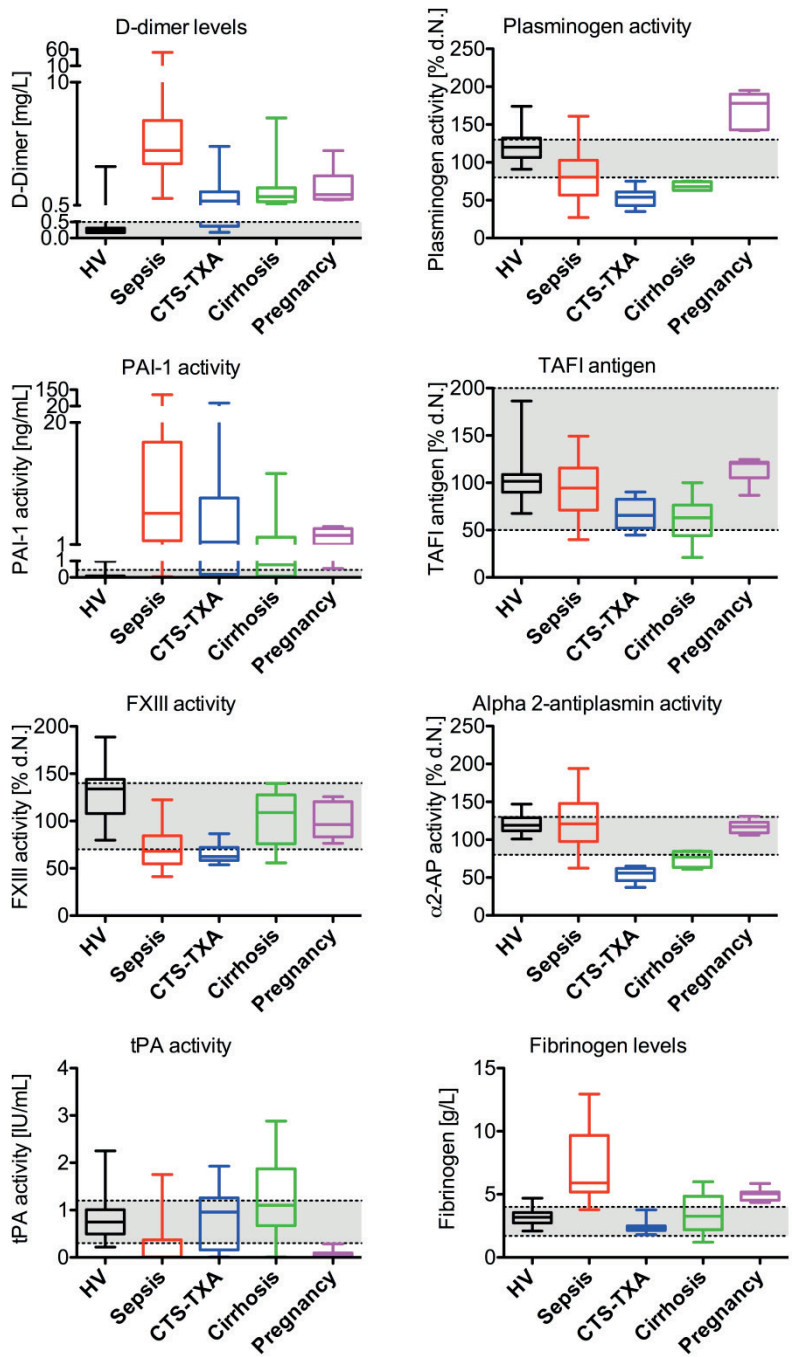 D-dimer levels
D-Dimer [mg/L]
60
10
10
0.5
0.5
0.0
HV
Sepsis
CTS-TXA
Cirrhosis
Pregnancy
Plasminogen activity
Plasminogen activity [% d.N.]
250
200
150
100
50
0
HV
Sepsis
CTS-TXA
Cirrhosis
Pregnancy
PAI-1 activity
PAI-1 activity [ng/mL]
150
20
20
1
1
0
HV
Sepsis
CTS-TXA
Cirrhosis
Pregnancy
TAFI antigen
TAFI antigen [% d.N.]
200
150
100
50
0
HV
Sepsis
CTS-TXA
Cirrhosis
Pregnancy
FXIII activity
FXIII activity [% d.N.]
200
150
100
50
0
HV
Sepsis
CTS-TXA
Cirrhosis
Pregnancy
Alpha 2-antiplasmin activity
α2-AP activity [% d.N.]
250
200
150
100
50
0
HV
Sepsis
CTS-TXA
Cirrhosis
Pregnancy
tPA activity
tPA activity [IU/mL]
4
3
2
1
0
HV
Sepsis
CTS-TXA
Cirrhosis
Pregnancy
Fibrinogen levels
Fibrinogen [g/L]
15
10
5
0
HV
Sepsis
CTS-TXA
Cirrhosis
Pregnancy